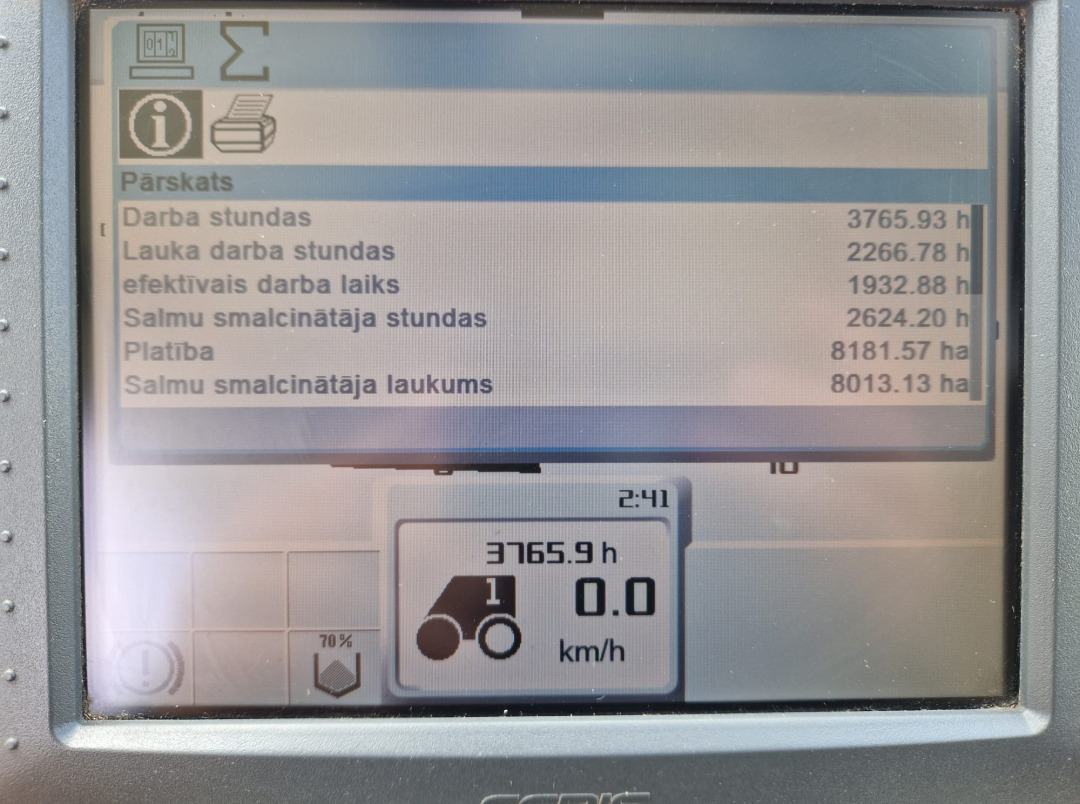 Pārskats
Darba stundas 3765.93 h
Lauka darba stundas 2266.78 h
efektīvais darba laiks 1932.88 h
Salmu smalcinātāja stundas 2624.20 h
Platība 8181.57 ha
Salmu smalcinātāja laukums 8013.13 ha
2:41
3765.9 h
1
0.0
km/h
70%